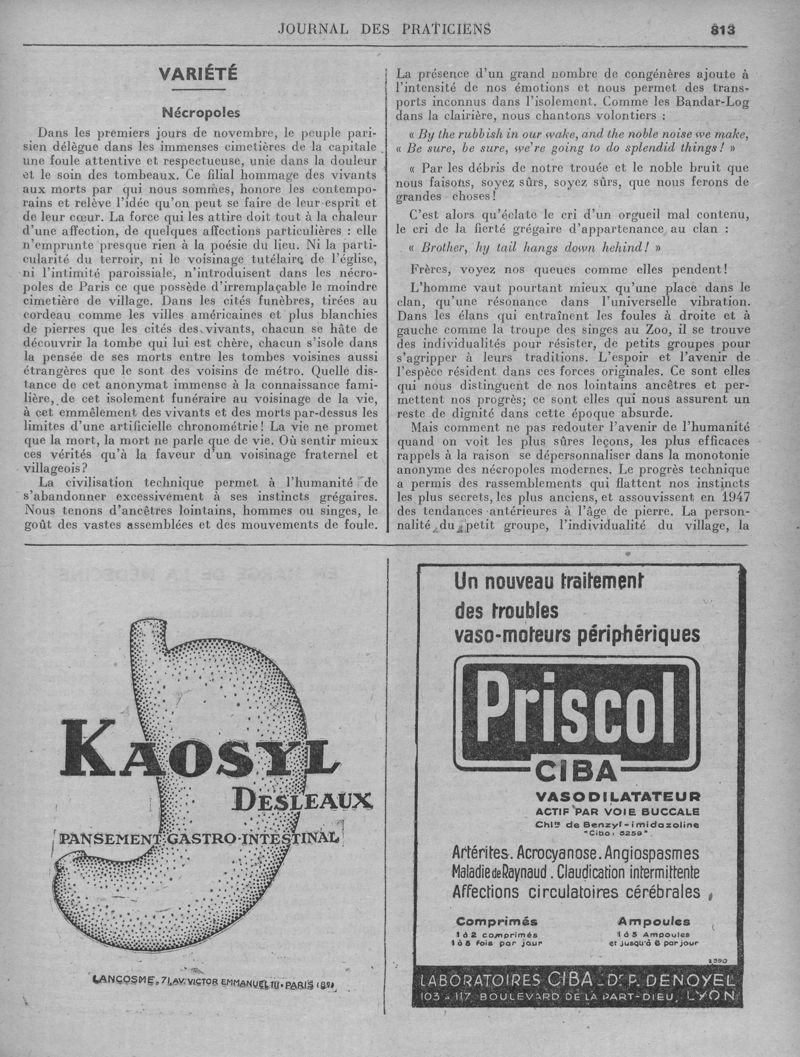 JOURNAL DES PRATICIENS 813
VARIÉTÉ
Nécropoles
Dans les premiers jours de novembre, le peuple pari-
sien délègue dans les immenses cimetières de la capitale
une foule attentive et respectueuse, unie dans la douleur
et le soin des tombeaux. Ce filial hommage des vivants
aux morts par qui nous sommes, honore les contempo-
rains et relève l'idée qu'on peut se faire de leur esprit et
de leur cœur. La force qui les attire doit tout à la chaleur
d'une affection, de quelques affections particulières : elle
n'emprunte presque rien à la poésie du lieu. Ni la parti-
cularité du terroir, ni le voisinage tutélaire de l'église,
ni l'intimité paroissiale, n'introduisent dans les nécro-
poles de Paris ce que possède d'irremplaçable le moindre
cimetière de village. Dans les cités funèbres, tirées au
cordeau comme les villes américaines et plus blanchies
de pierres que les cités des vivants, chacun se hâte de
découvrir la tombe qui lui est chère, chacun s'isole dans
la pensée de ses morts entre les tombes voisines aussi
étrangères que le sont des voisins de métro. Quelle dis-
tance de cet anonymat immense à la connaissance fami-
lière, de cet isolement funéraire au voisinage de la vie,
à cet emmêlement des vivants et des morts par-dessus les
limites d'une artificielle chronométrie! La vie ne promet
que la mort, la mort ne parle que de vie. Où sentir mieux
ces vérités qu'à la faveur d'un voisinage fraternel et
villageois?
La civilisation technique permet à l'humanité de
s'abandonner excessivement à ses instincts grégaires.
Nous tenons d'ancêtres lointains, hommes ou singes, le
goût des vastes assemblées et des mouvements de foule.
La présence d'un grand nombre de congénères ajoute à
l'intensité de nos émotions et nous permet des trans-
ports inconnus dans l'isolement. Comme les Bandar-Log
dans la clairière, nous chantons volontiers :
« By the rubbish in our wake, and the noble noise we make,
« Be sure, be sure, we're going to do splendid things! »
« Par les débris de notre trouée et le noble bruit que
nous faisons, soyez sûrs, soyez sûrs, que nous ferons de
grandes choses!
C'est alors qu'éclate le cri d'un orgueil mal contenu,
le cri de la fierté grégaire d'appartenance au clan :
« Brother, hy tail hangs down hehind! »
Frères, voyez nos queues comme elles pendent!
L'homme vaut pourtant mieux qu'une place dans le
clan, qu'une résonance dans l'universelle vibration.
Dans les élans qui entraînent les foules à droite et à
gauche comme la troupe des singes au Zoo, il se trouve
des individualités pour résister, de petits groupes pour
s'agripper à leurs traditions. L'espoir et l'avenir de
l'espèce résident dans ces forces originales. Ce sont elles
qui nous distinguent de nos lointains ancêtres et per-
mettent nos progrès; ce sont elles qui nous assurent un
reste de dignité dans cette époque absurde.
Mais comment ne pas redouter l'avenir de l'humanité
quand on voit les plus sûres leçons, les plus efficaces
rappels à la raison se dépersonnaliser dans la monotonie
anonyme des nécropoles modernes. Le progrès technique
a permis des rassemblements qui flattent nos instincts
les plus secrets, les plus anciens, et assouvissent en 1947
des tendances antérieures à l'âge de pierre. La person-
nalité du petit groupe, l'individualité du village, la
KAOSYL
DESLEAUX
PANSEMENT GASTRO-INTESTINAL
LANCOSME, 71, AV. VICTOR EMMANUEL III - PARIS (8e)
Un nouveau traitement
des troubles
vaso-moteurs périphériques
Priscol
CIBA
VASODILATATEUR
ACTIF PAR VOIE BUCCALE
Chlte de Benzyl-imidazoline
"Ciba, 3259"
Artérites. Acrocyanose. Angiospasmes
Maladie de Raynaud. Claudication intermittente
Affections circulatoires cérébrales
Comprimés
1 à 2 comprimés
1 à 5 fois par jour
Ampoules
1 à 3 Ampoules
et jusqu'à 6 par jour
LABORATOIRES CIBA - Dr P. DENOYEL
103 à 117 BOULEVARD DE LA PART-DIEU, LYON